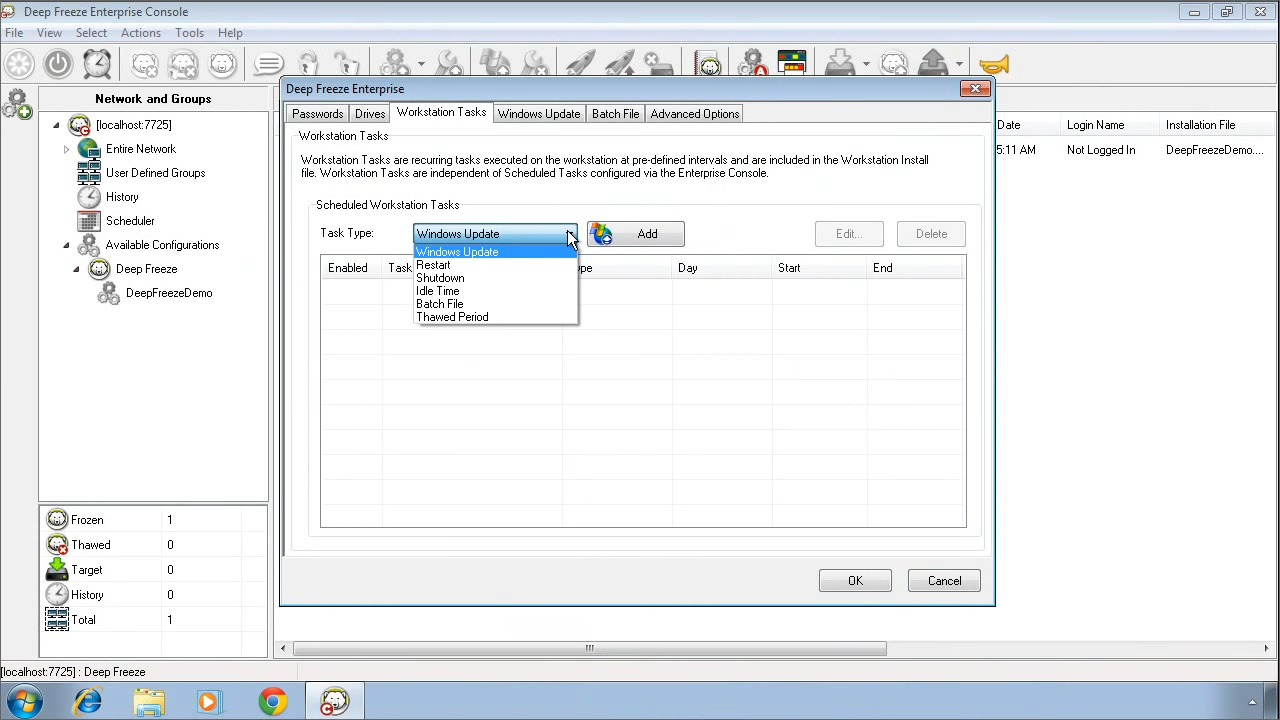 Deep Freeze Enterprise Console
File View Select Actions Tools Help
Network and Groups
[localhost:7725]
Entire Network
User Defined Groups
History
Scheduler
Available Configurations
Deep Freeze
DeepFreezeDemo
Frozen 1
Thawed 0
Target 0
History 0
Total 1
Deep Freeze Enterprise
Passwords Drives Workstation Tasks Windows Update Batch File Advanced Options
Workstation Tasks
Workstation Tasks are recurring tasks executed on the workstation at pre-defined intervals and are included in the Workstation Install
file. Workstation Tasks are independent of Scheduled Tasks configured via the Enterprise Console.
Scheduled Workstation Tasks
Task Type: Windows Update Add Edit... Delete
Windows Update
Restart
Shutdown
Idle Time
Batch File
Thawed Period
Enabled Task Day Start End
OK Cancel
Date Login Name Installation File
5:11 AM Not Logged In DeepFreezeDemo....
[localhost:7725] : Deep Freeze